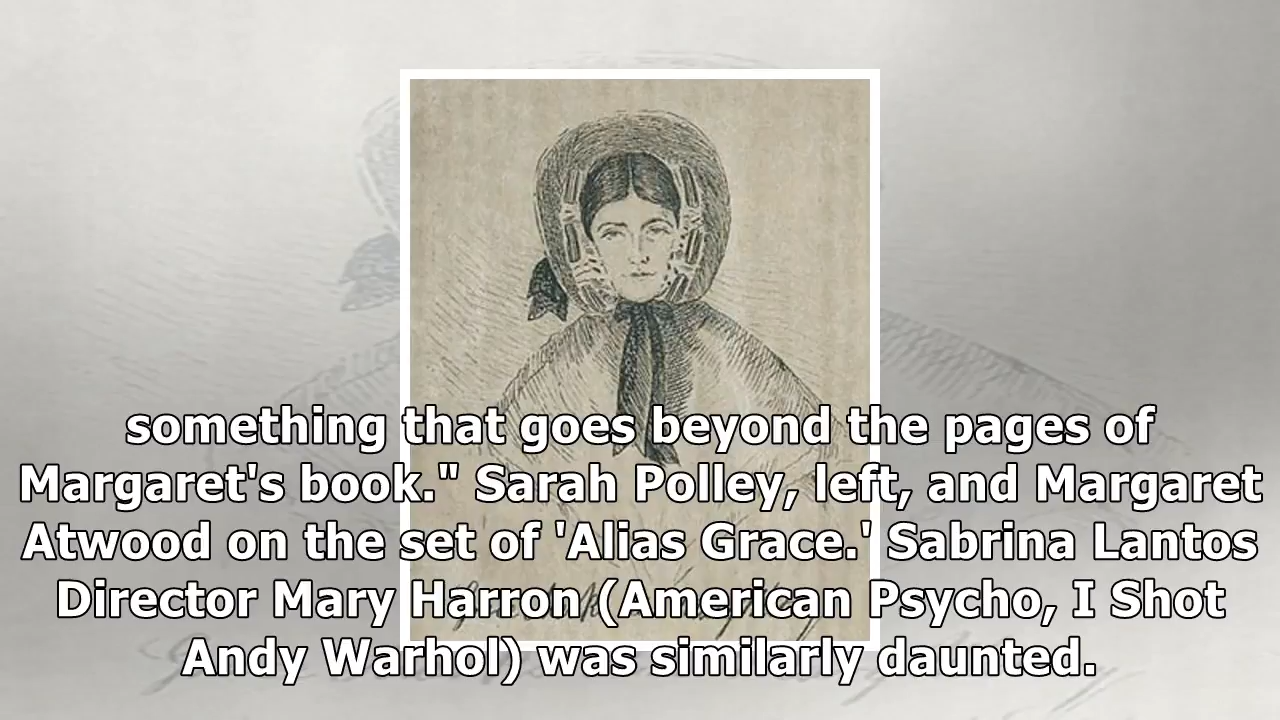 something that goes beyond the pages of
Margaret's book." Sarah Polley, left, and Margaret
Atwood on the set of 'Alias Grace.' Sabrina Lantos
Director Mary Harron (American Psycho, I Shot
Andy Warhol) was similarly daunted.